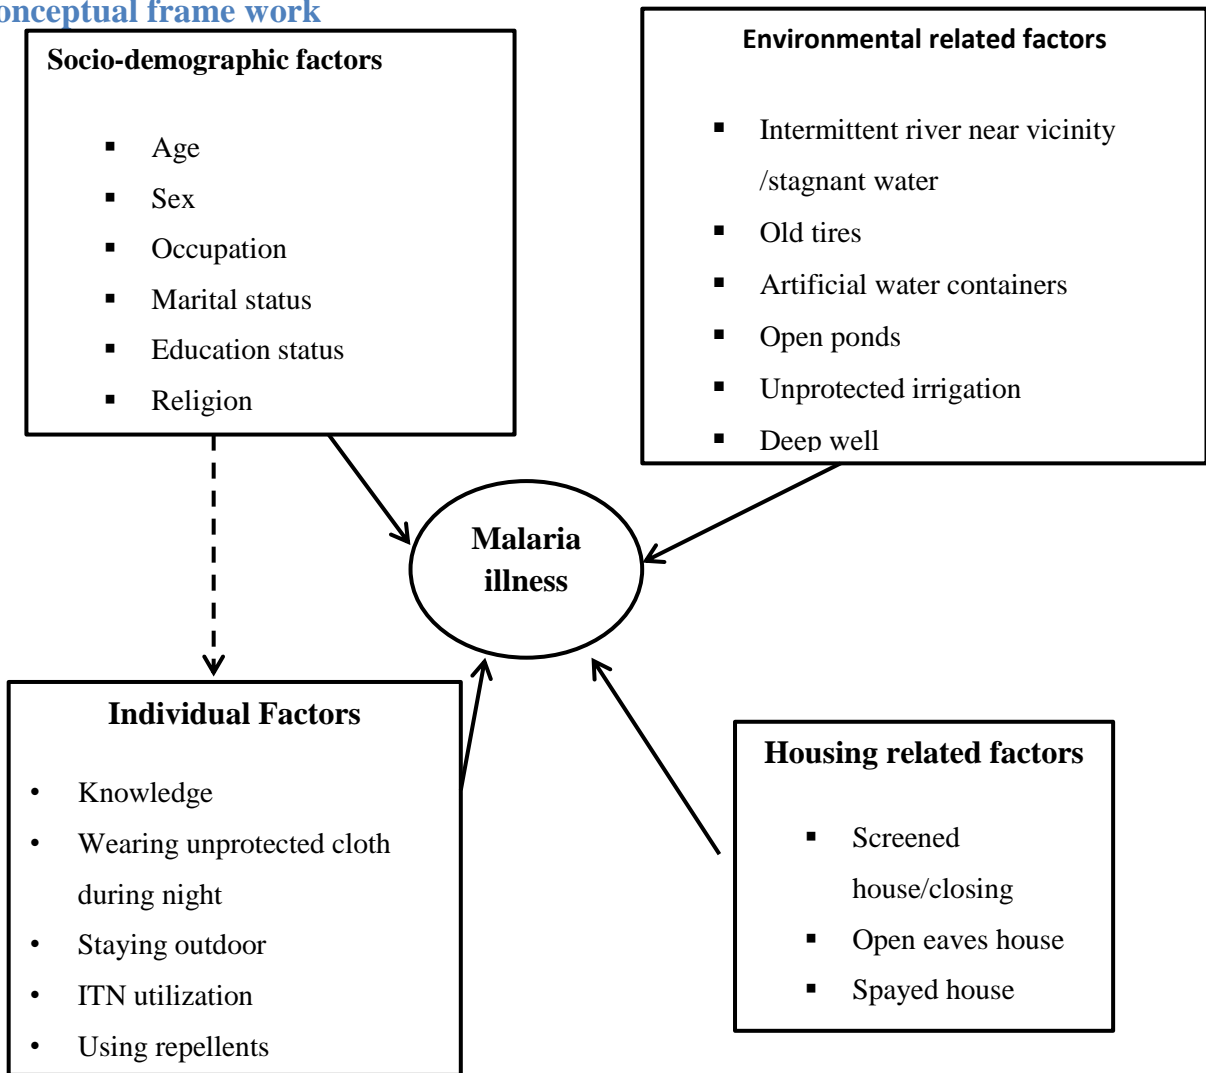 onceptual frame work
Socio-demographic factors
Age
Sex
Occupation
Marital status
Education status
Religion
Environmental related factors
Intermittent river near vicinity
/stagnant water
Old tires
Artificial water containers
Open ponds
Unprotected irrigation
Deep well
Malaria
illness
Individual Factors
Knowledge
Wearing unprotected cloth
during night
Staying outdoor
ITN utilization
Using repellents
Housing related factors
Screened
house/closing
Open eaves house
Spayed house